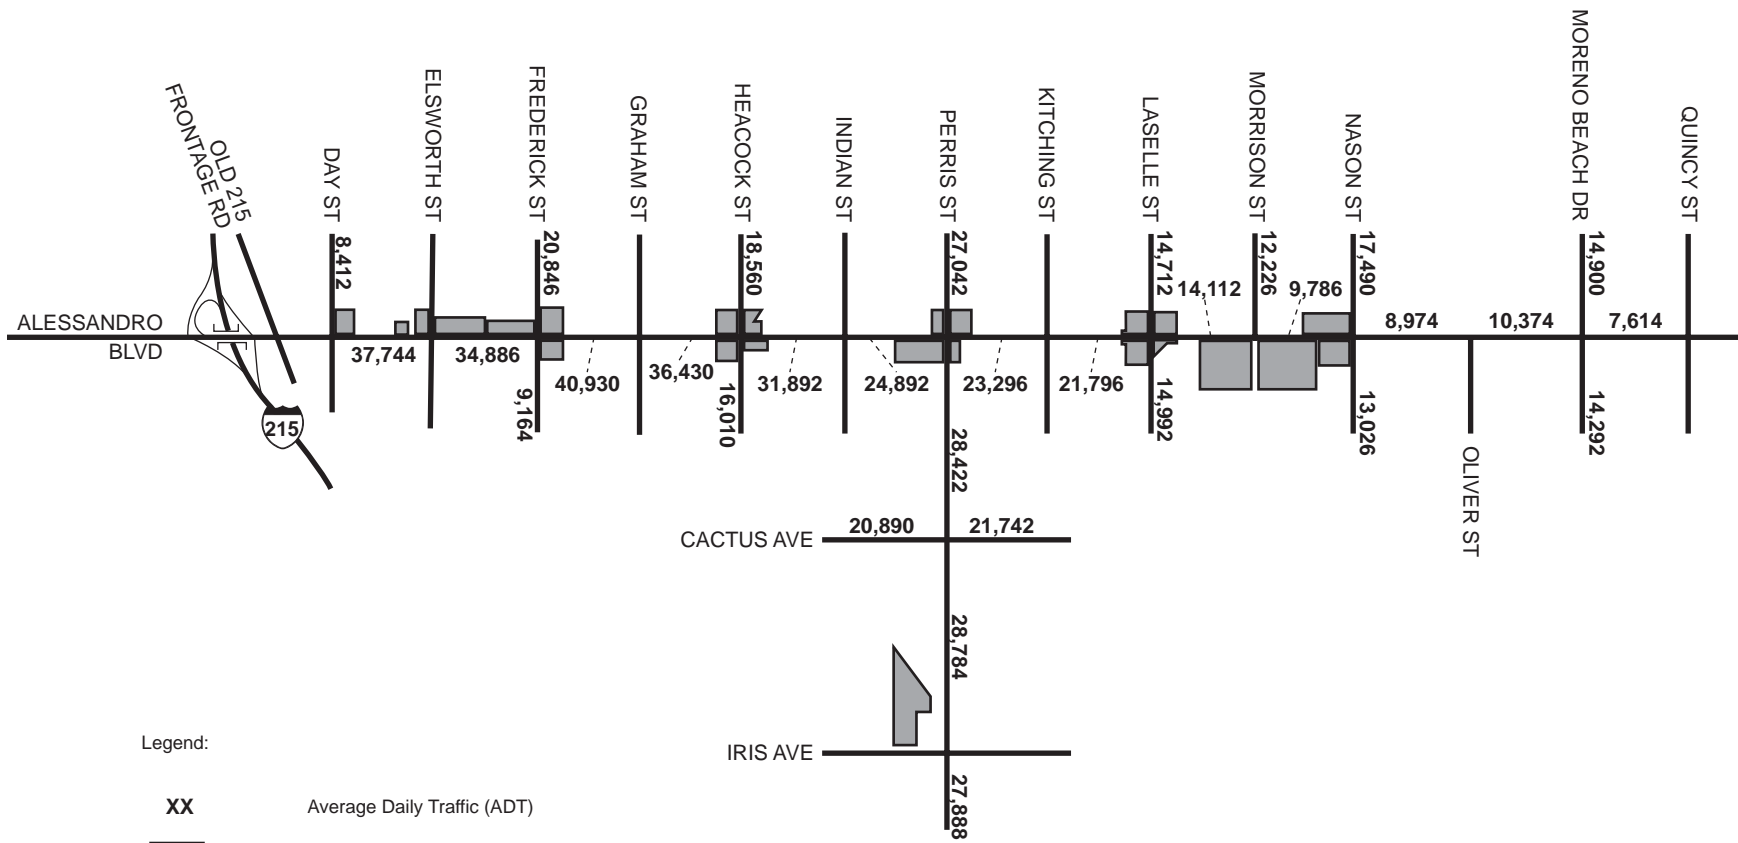 FRONTAGE RD
OLD 215
DAY ST
ELSWORTH ST
FREDERICK ST
GRAHAM ST
HEACOCK ST
INDIAN ST
PERRIS ST
KITCHING ST
LASELLE ST
MORRISON ST
NASON ST
MORENO BEACH DR
QUINCY ST
8,412
20,846
18,560
27,042
14,712
14,112
12,226
9,786
17,490
14,900
ALESSANDRO
BLVD
8,974
10,374
7,614
37,744
34,886
40,930
36,430
31,892
24,892
23,296
21,796
9,164
16,010
14,992
13,026
14,292
215
28,422
OLIVER ST
CACTUS AVE
20,890
21,742
28,784
IRIS AVE
27,888
Legend:
XX
Average Daily Traffic (ADT)